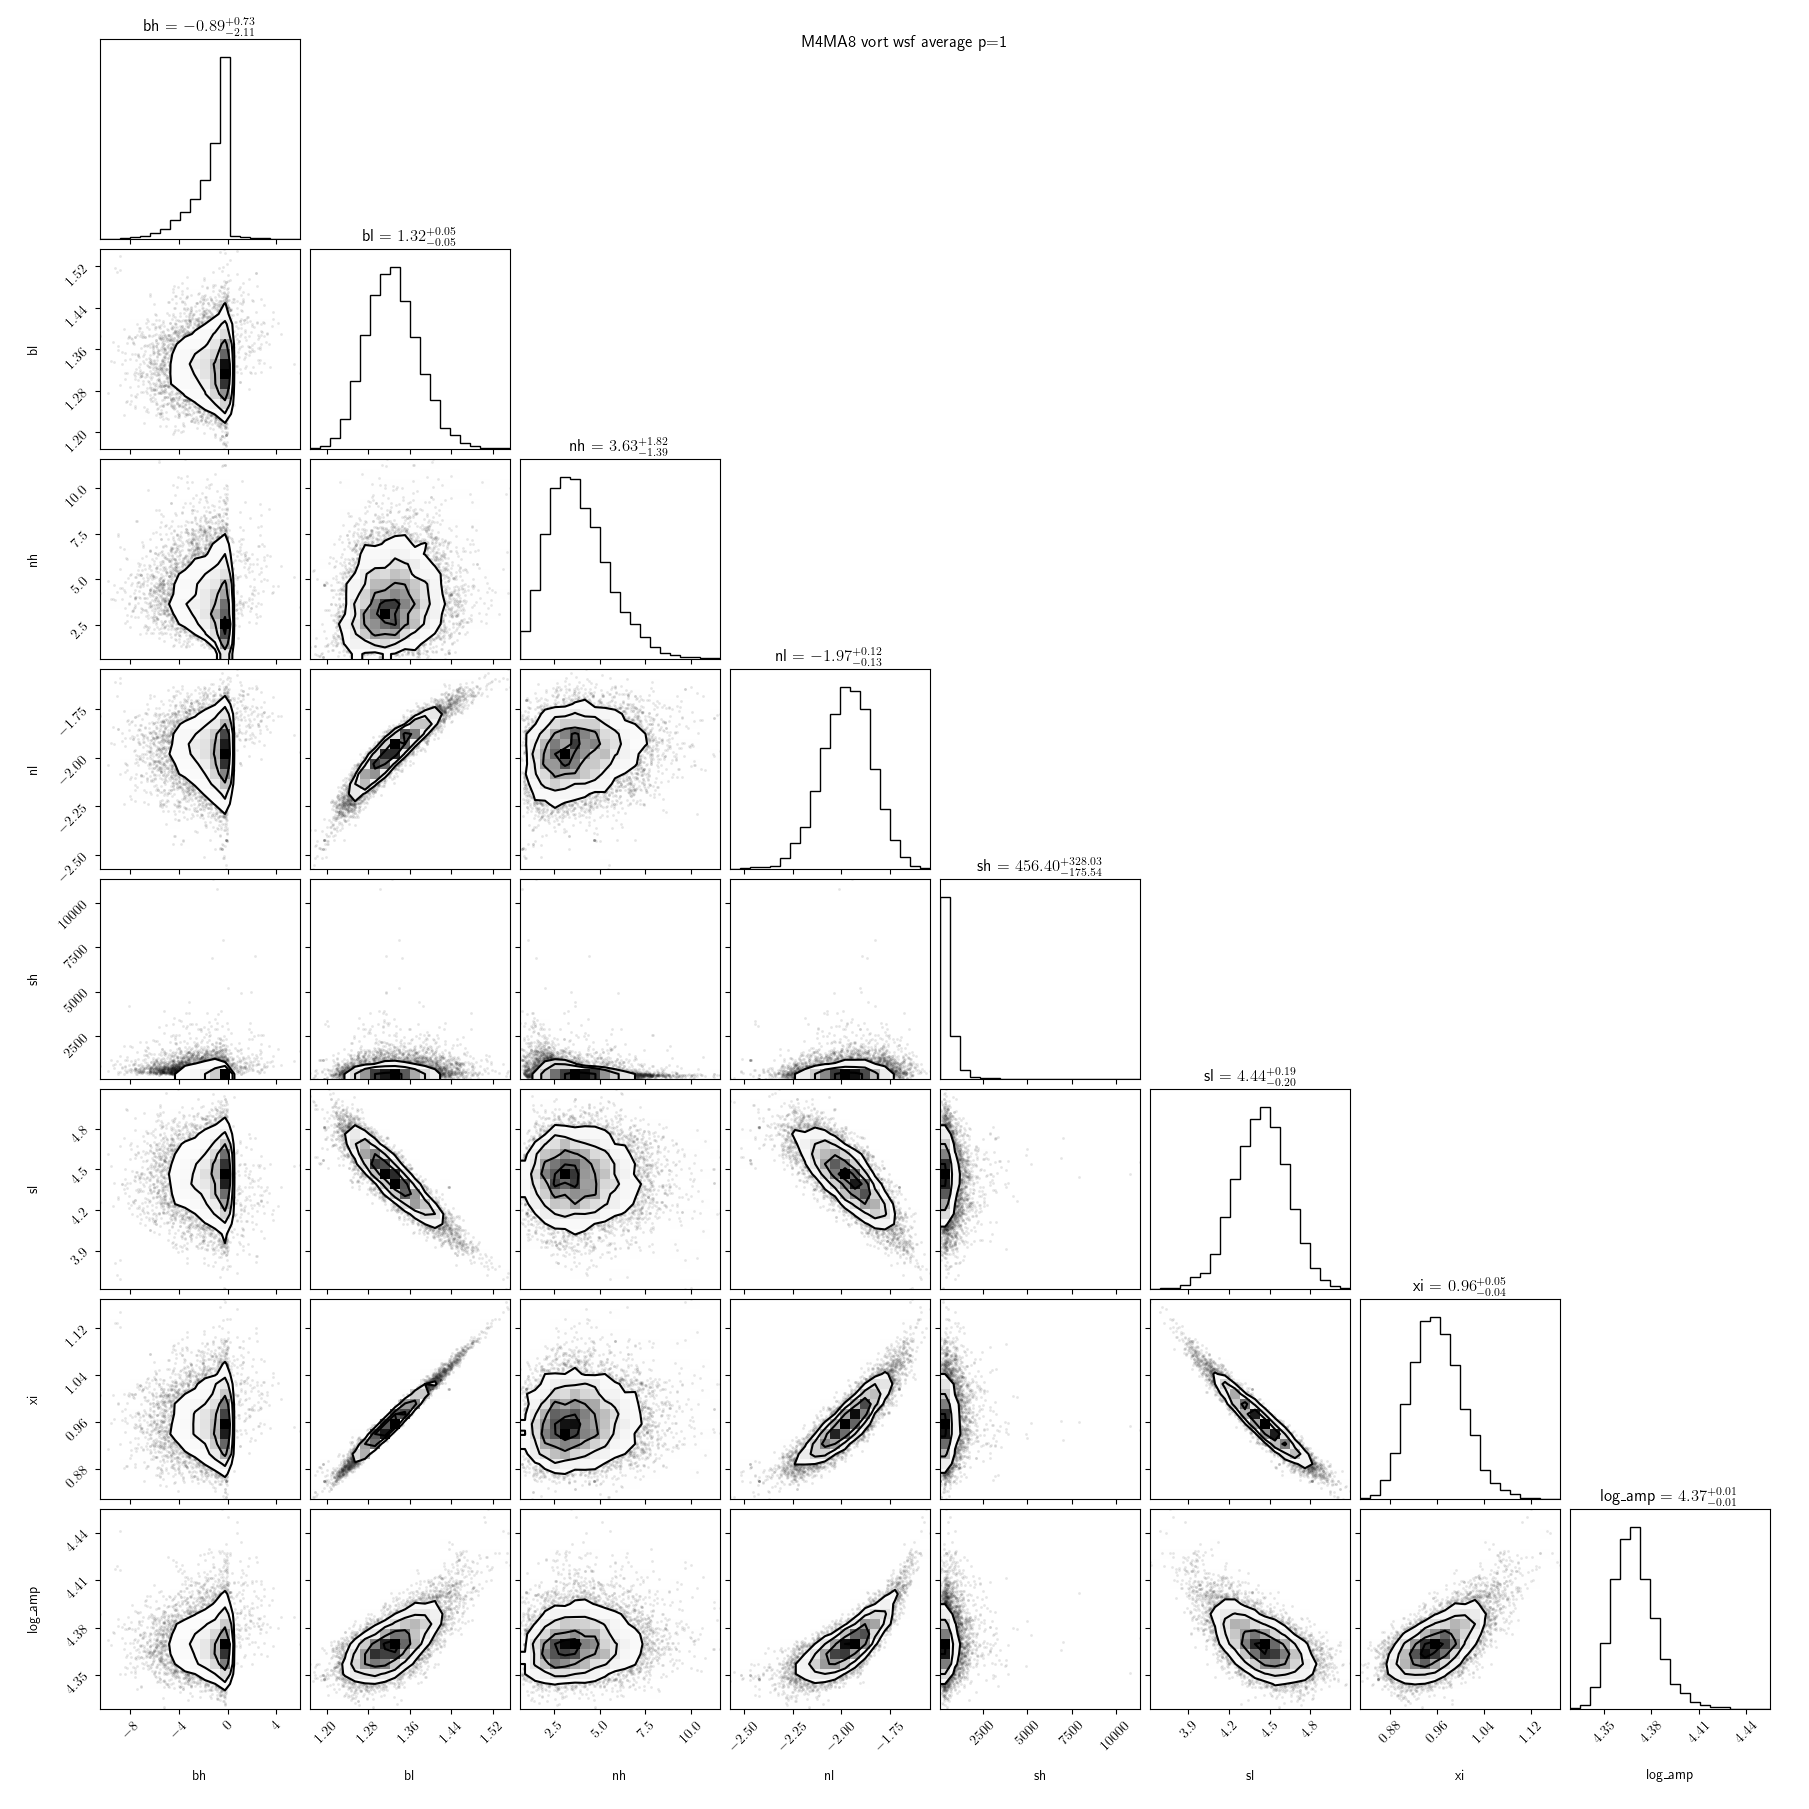 M4MA8 vort wsf average p=1
bh = −0.89+0.73 −2.11
bl = 1.32+0.05 −0.05
bl
1.52
1.44
1.36
1.28
1.20
nh = 3.63+1.82 −1.39
nh
10.0
7.5
5.0
2.5
nl = −1.97+0.12 −0.13
nl
−1.75
−2.00
−2.25
−2.50
sh = 456.40+328.03 −175.54
sh
10000
7500
5000
2500
sl = 4.44+0.19 −0.20
sl
4.8
4.5
4.2
3.9
xi = 0.96+0.05 −0.04
xi
1.12
1.04
0.96
0.88
log_amp = 4.37+0.01 −0.01
log_amp
4.44
4.41
4.38
4.35
−8 −4 0 4 1.20 1.28 1.36 1.44 1.52 2.5 5.0 7.5 10.0 −2.50 −2.25 −2.00 −1.75 2500 5000 7500 10000 3.9 4.2 4.5 4.8 0.88 0.96 1.04 1.12 4.35 4.38 4.41 4.44
bh bl nh nl sh sl xi log_amp